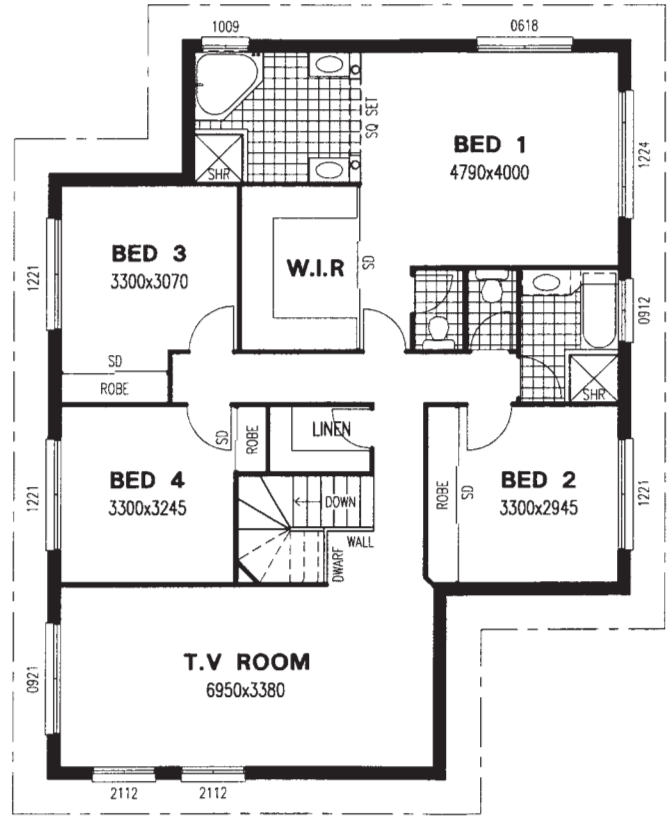 1009
0618
SQ SET
BED 1
4790x4000
1224
SHR
BED 3
3300x3070
1221
W.I.R
SD
0912
SD
ROBE
SHR
LINEN
SD
ROBE
BED 4
3300x3245
1221
DOWN
WALL
DWARF
ROBE
SD
BED 2
3300x2945
1221
T.V ROOM
6950x3380
0921
2112
2112